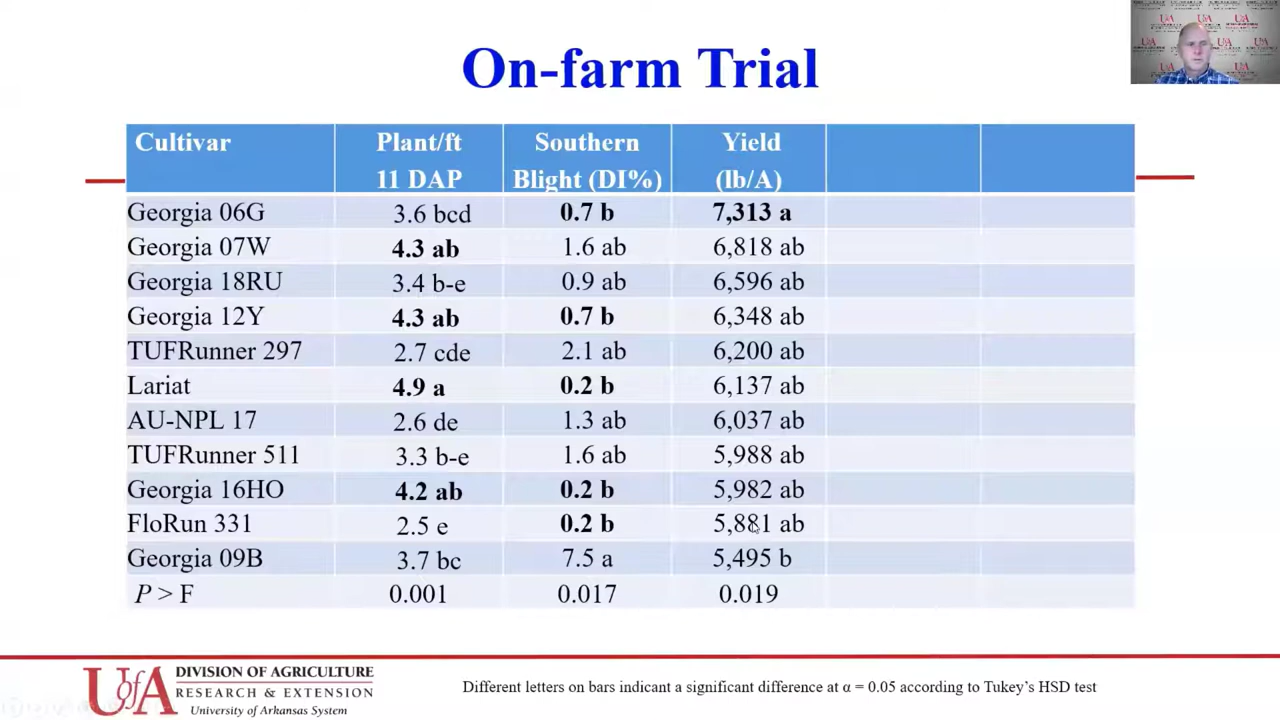 On-farm Trial
Cultivar Plant/ft 11 DAP Southern Blight (DI%) Yield (lb/A)
Georgia 06G 3.6 bcd 0.7 b 7,313 a
Georgia 07W 4.3 ab 1.6 ab 6,818 ab
Georgia 18RU 3.4 b-e 0.9 ab 6,596 ab
Georgia 12Y 4.3 ab 0.7 b 6,348 ab
TUFRunner 297 2.7 cde 2.1 ab 6,200 ab
Lariat 4.9 a 0.2 b 6,137 ab
AU-NPL 17 2.6 de 1.3 ab 6,037 ab
TUFRunner 511 3.3 b-e 1.6 ab 5,988 ab
Georgia 16HO 4.2 ab 0.2 b 5,982 ab
FloRun 331 2.5 e 0.2 b 5,881 ab
Georgia 09B 3.7 bc 7.5 a 5,495 b
P > F 0.001 0.017 0.019
UofA DIVISION OF AGRICULTURE
RESEARCH & EXTENSION
University of Arkansas System
Different letters on bars indicant a significant difference at α = 0.05 according to Tukey's HSD test